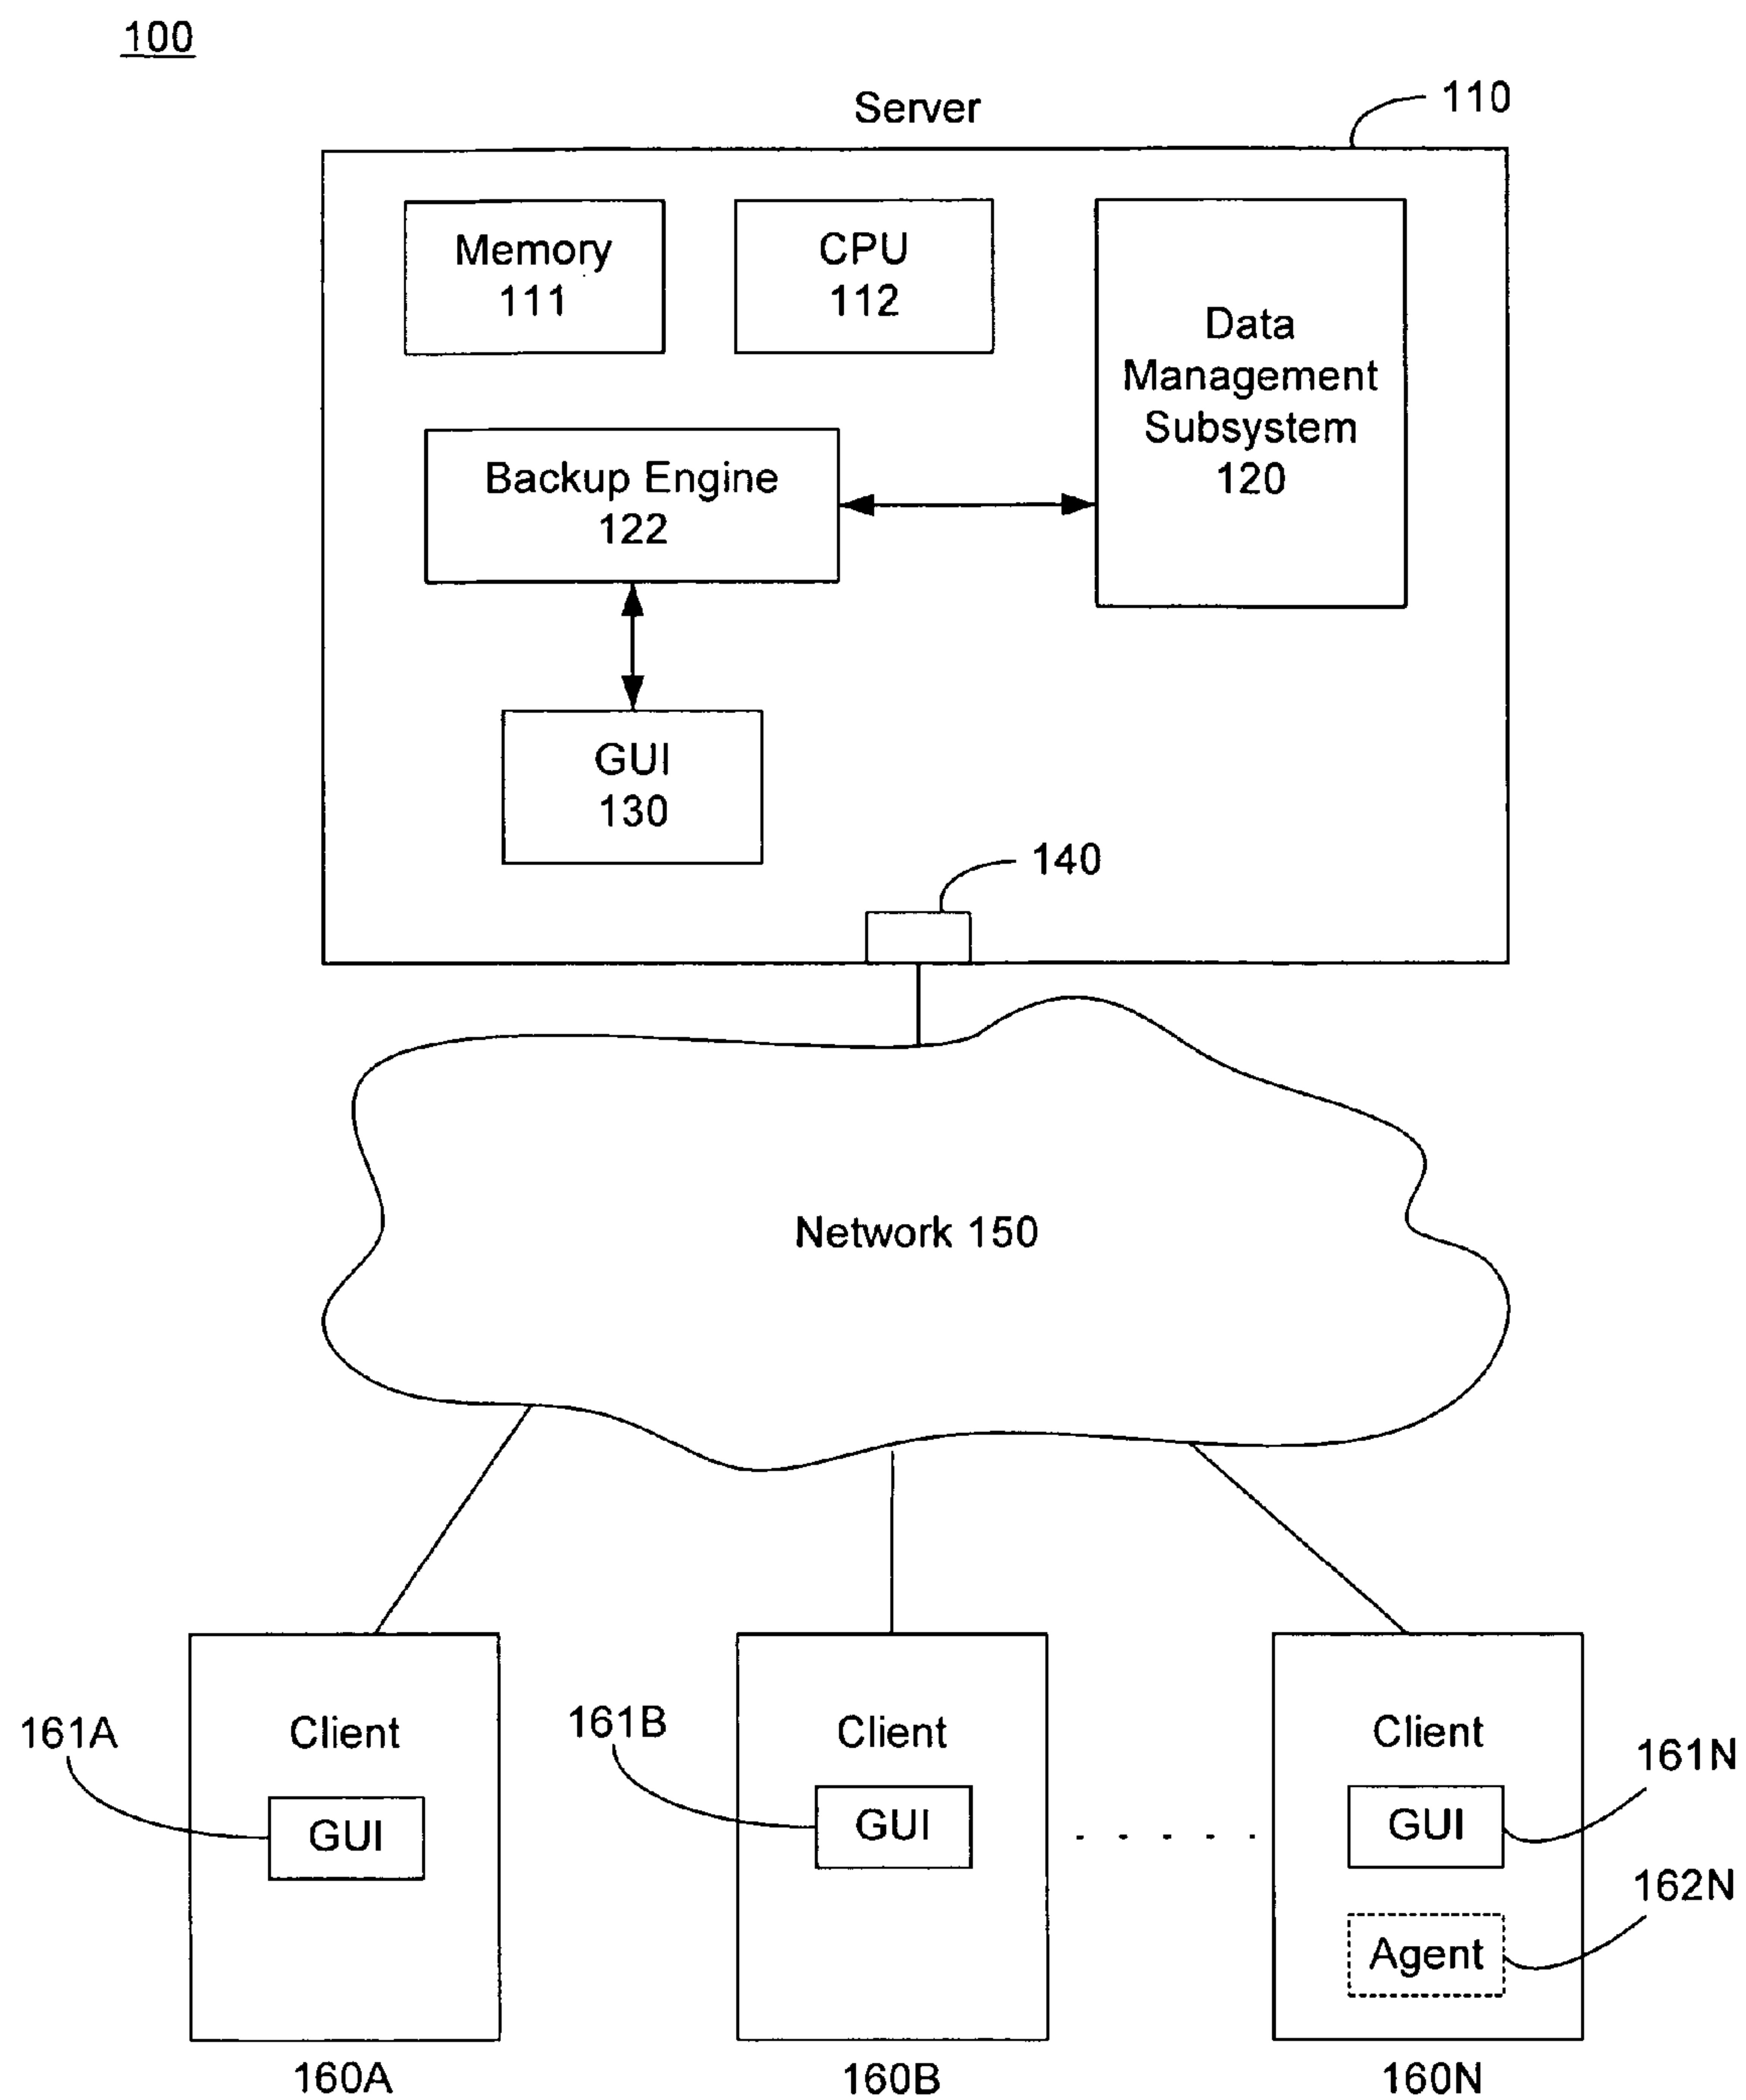 100
Server
110
Memory
111
CPU
112
Data
Management
Subsystem
120
Backup Engine
122
GUI
130
140
Network 150
161A
Client
GUI
160A
161B
Client
GUI
160B
Client
161N
GUI
162N
Agent
160N